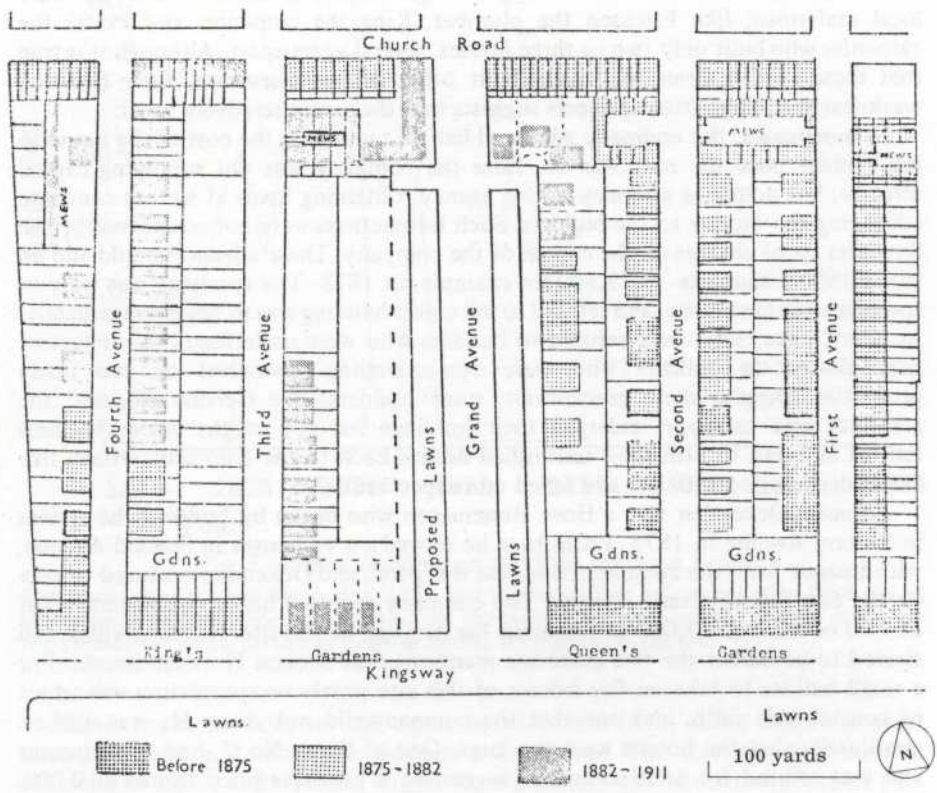 Church Road
MEWS
MEWS
MEWS
MEWS
Fourth Avenue
Third Avenue
Grand Avenue
Second Avenue
First Avenue
Proposed Lawns
Lawns
Gdns.
Gdns.
Gdns.
King's
Gardens
Queen's
Gardens
Kingsway
Lawns
Lawns
Before 1875
1875 - 1882
1882 - 1911
100 yards
N